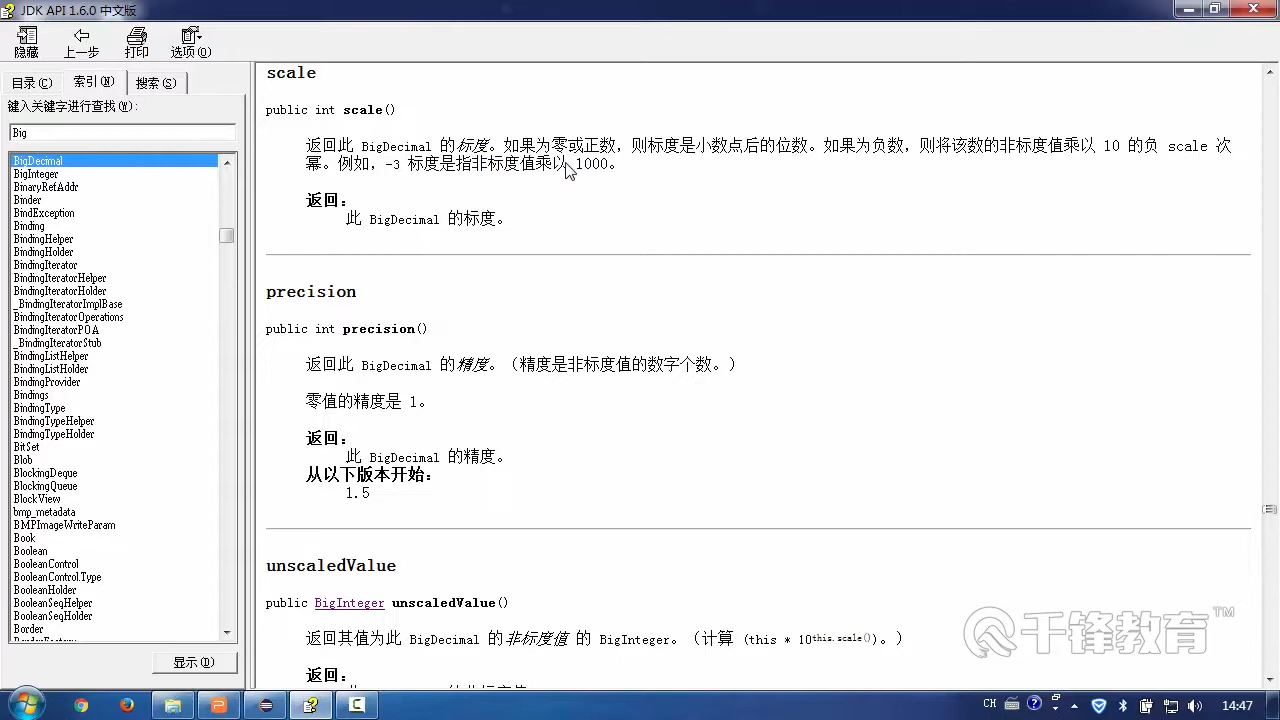 JDK API 1.6.0 中文版
隐藏 上一步 打印 选项(O)
目录(C) 索引(N) 搜索(S)
键入关键字进行查找(W):
Big
BigDecimal
BigInteger
BinaryRefAddr
Binder
BindException
Binding
BindingHelper
BindingHolder
BindingIterator
BindingIteratorHelper
BindingIteratorHolder
_BindingIteratorImplBase
BindingIteratorOperations
BindingIteratorPOA
_BindingIteratorStub
BindingListHelper
BindingListHolder
BindingProvider
Bindings
BindingType
BindingTypeHelper
BindingTypeHolder
BitSet
Blob
BlockingDeque
BlockingQueue
BlockView
bmp_metadata
BMPImageWriteParam
Book
Boolean
BooleanControl
BooleanControl.Type
BooleanHolder
BooleanSeqHelper
BooleanSeqHolder
Border
显示(D)
scale
public int scale()
返回此 BigDecimal 的标度。如果为零或正数，则标度是小数点后的位数。如果为负数，则将该数的非标度值乘以 10 的负 scale 次
幂。例如，-3 标度是指非标度值乘以 1000。
返回：
此 BigDecimal 的标度。
precision
public int precision()
返回此 BigDecimal 的精度。（精度是非标度值的数字个数。）
零值的精度是 1。
返回：
此 BigDecimal 的精度。
从以下版本开始：
1.5
unscaledValue
public BigInteger unscaledValue()
返回其值为此 BigDecimal 的非标度值 的 BigInteger。（计算 (this * 10this.scale())。）
返回：
千锋教育™
CH
14:47